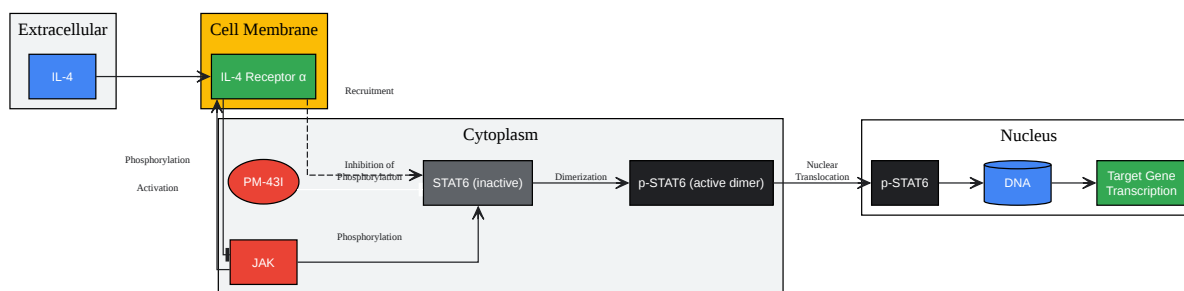 Extracellular
IL-4
Cell Membrane
IL-4 Receptor α
Recruitment
Phosphorylation
Activation
Cytoplasm
PM-43I
Inhibition of
Phosphorylation
STAT6 (inactive)
Dimerization
p-STAT6 (active dimer)
Phosphorylation
JAK
Nuclear
Translocation
Nucleus
p-STAT6
DNA
Target Gene
Transcription